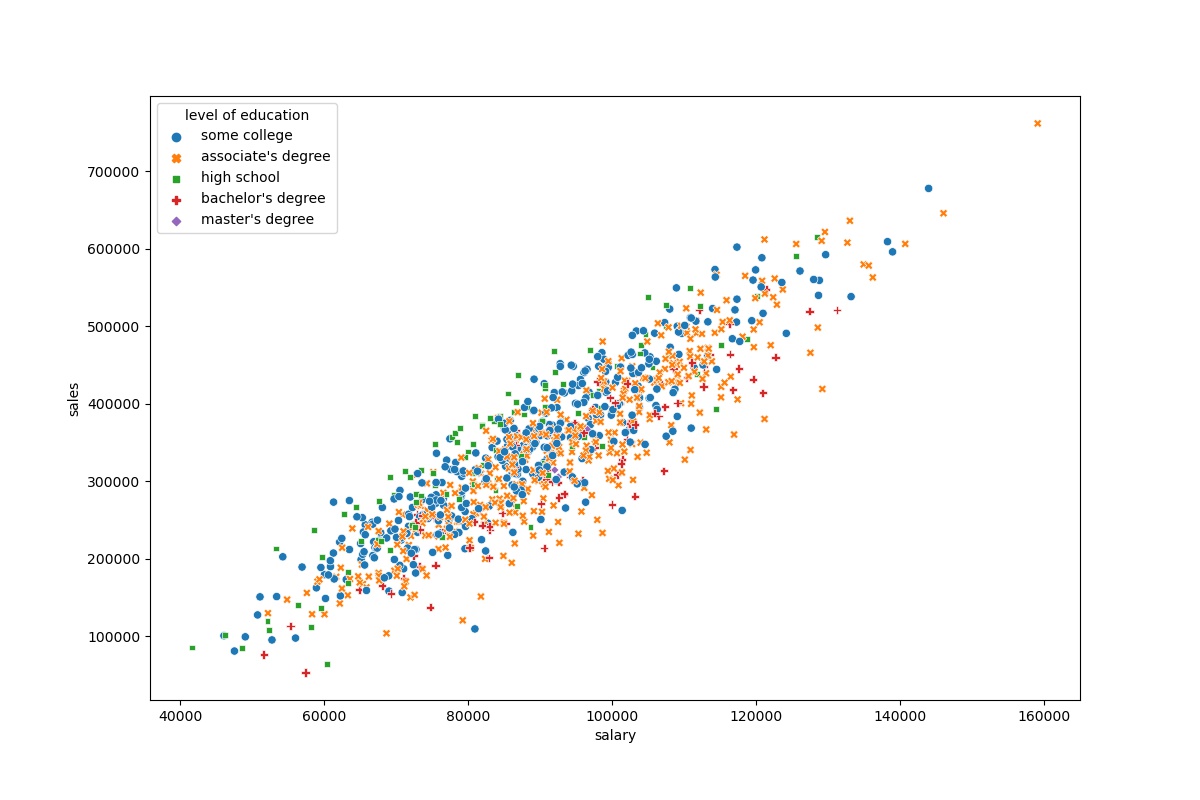 level of education
some college
associate's degree
high school
bachelor's degree
master's degree
700000
600000
500000
400000
300000
200000
100000
sales
40000 60000 80000 100000 120000 140000 160000
salary